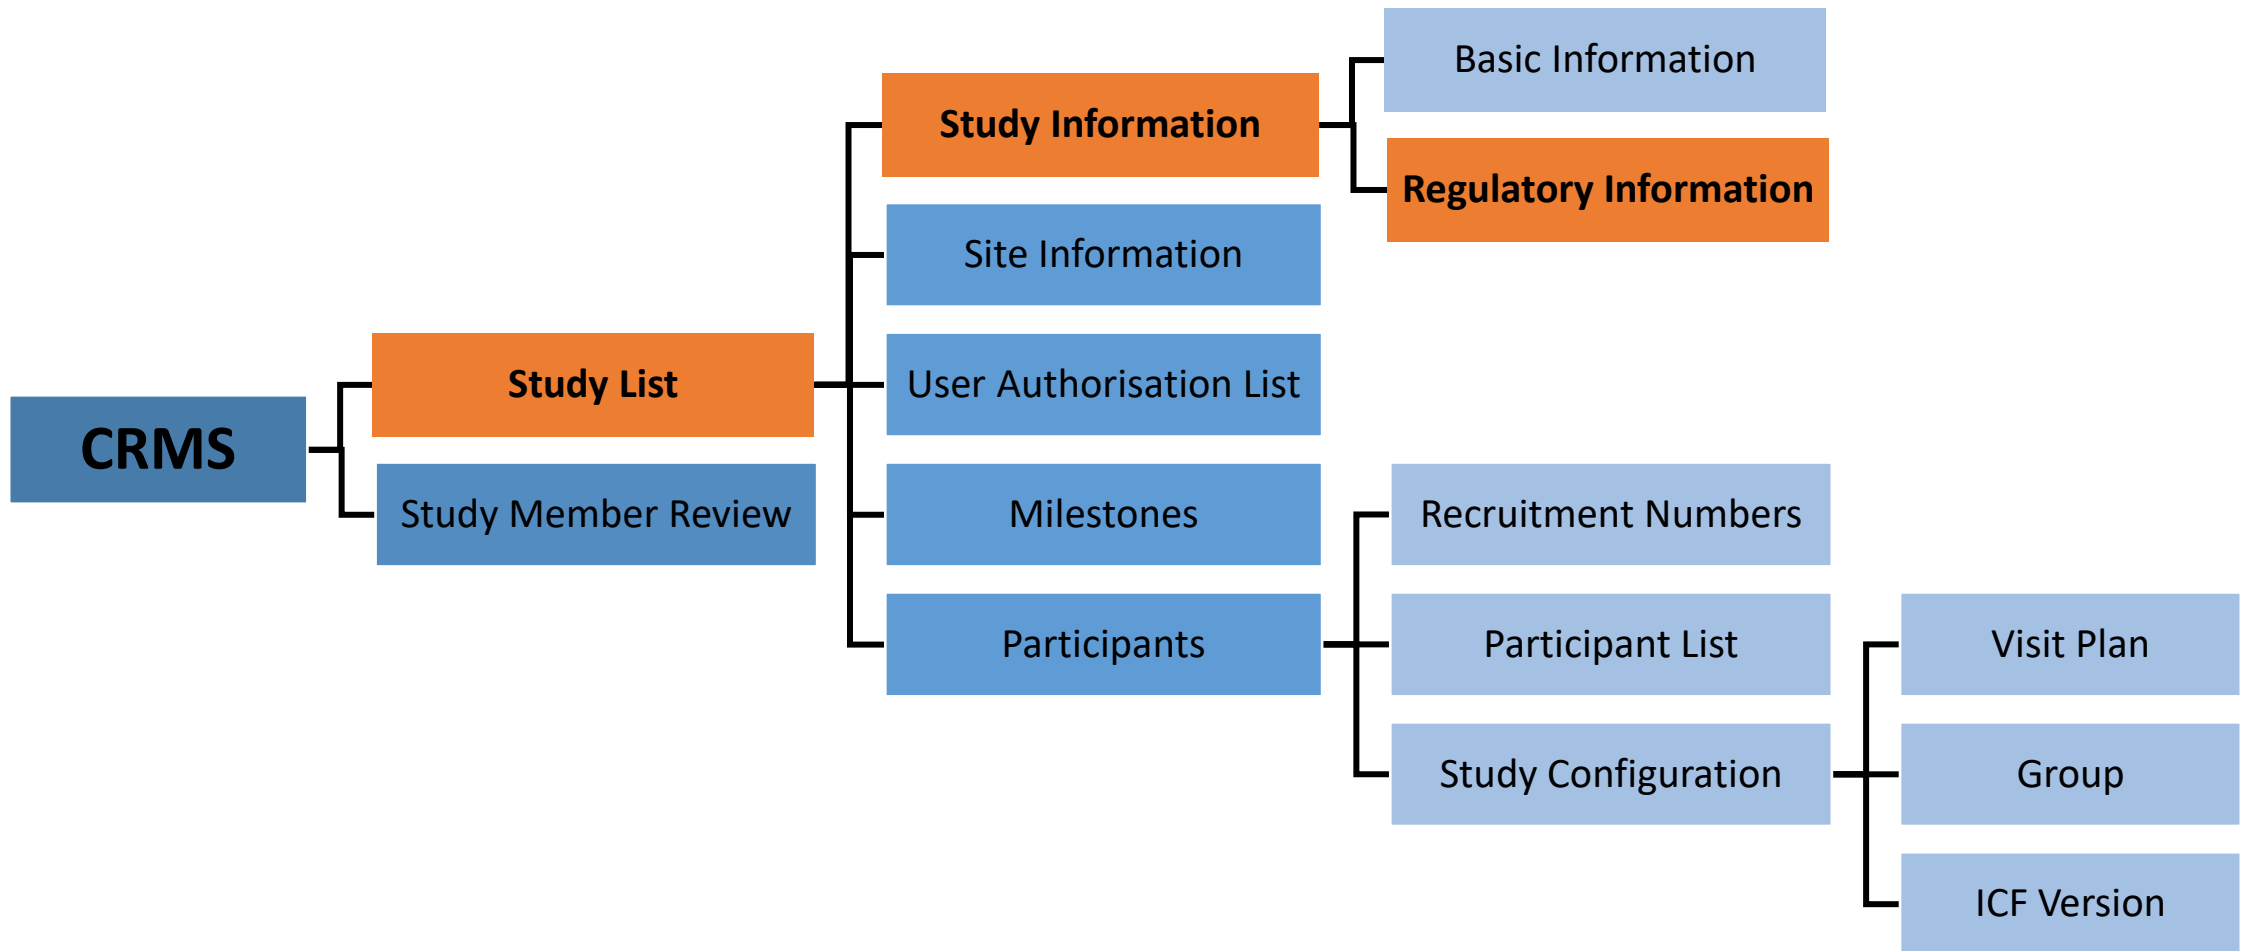 CRMS
Study List
Study Member Review
Study Information
Site Information
User Authorisation List
Milestones
Participants
Basic Information
Regulatory Information
Recruitment Numbers
Participant List
Study Configuration
Visit Plan
Group
ICF Version